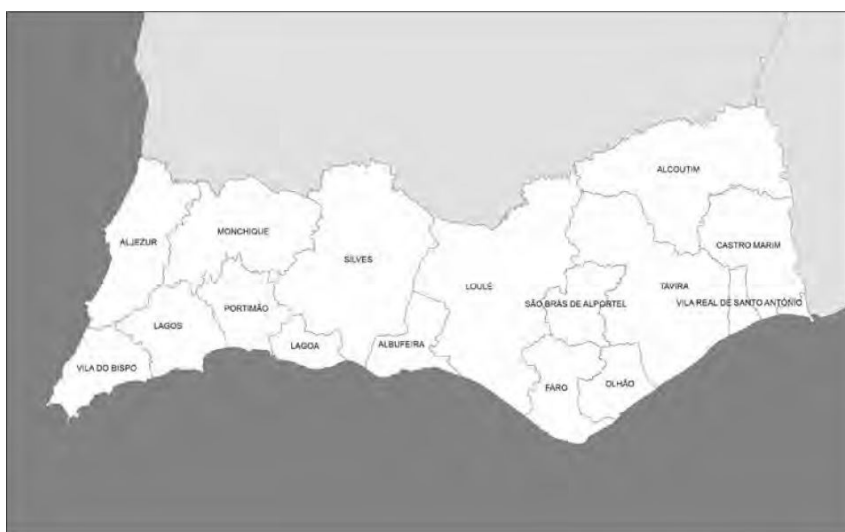 ALCOUTIM
MONCHIQUE
ALJEZUR
CASTRO MARIM
SILVES
LOULÉ
TAVIRA
SÃO BRÁS DE ALPORTEL
VILA REAL DE SANTO ANTÓNIO
PORTIMÃO
LAGOS
LAGOA
ALBUFEIRA
VILA DO BISPO
FARO
OLHÃO